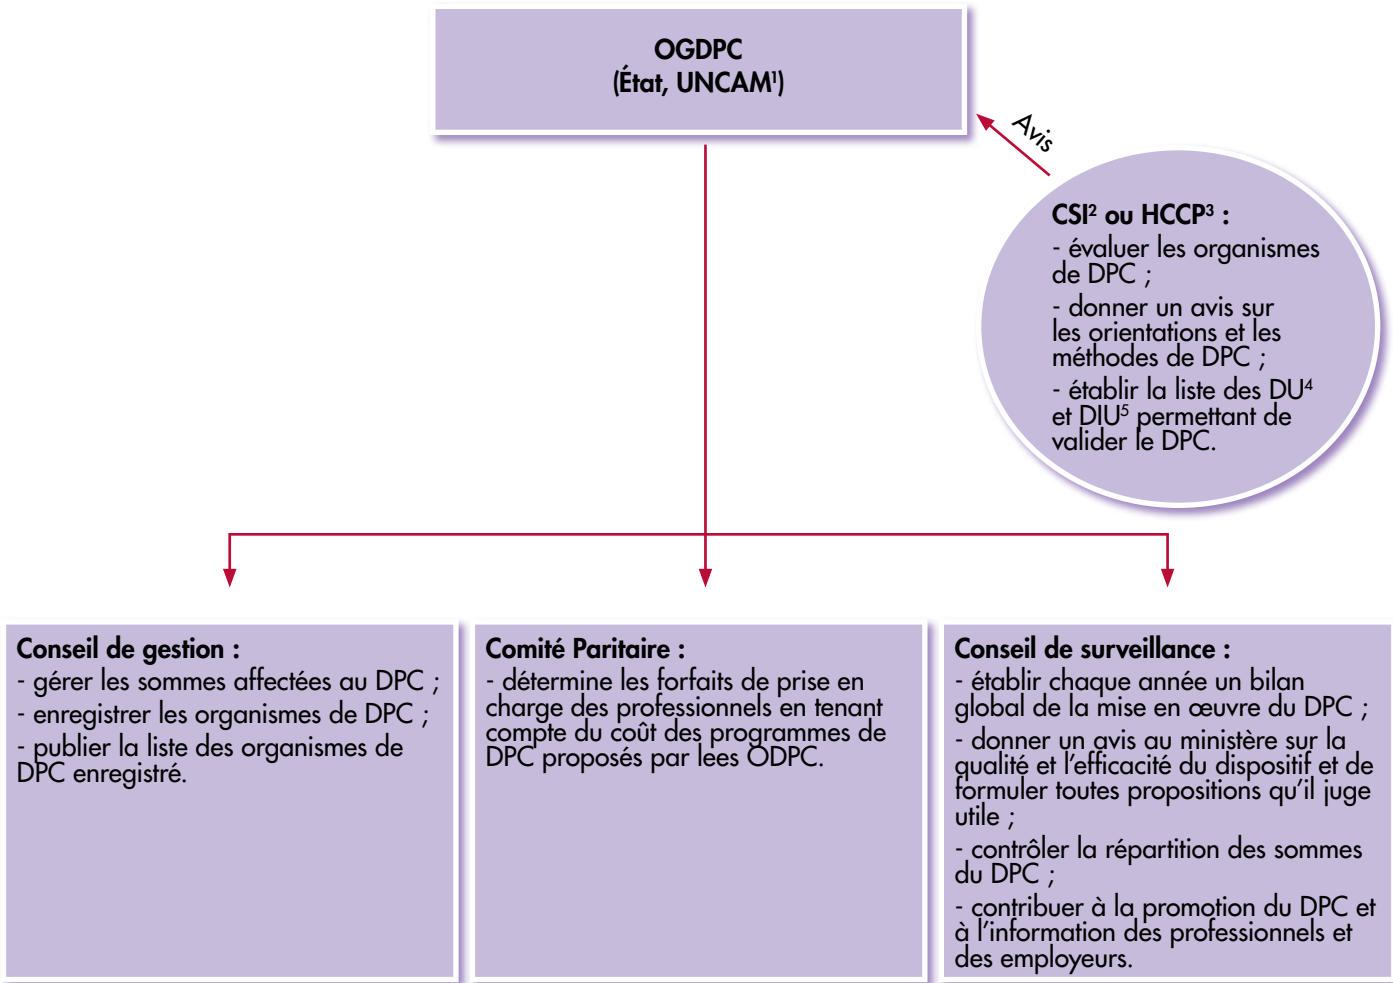 OGDPC
(État, UNCAM¹)
Avis
CSI² ou HCCP³ :
- évaluer les organismes
de DPC ;
- donner un avis sur
les orientations et les
méthodes de DPC ;
- établir la liste des DU⁴
et DIU⁵ permettant de
valider le DPC.
Conseil de gestion :
- gérer les sommes affectées au DPC ;
- enregistrer les organismes de DPC ;
- publier la liste des organismes de
DPC enregistré.
Comité Paritaire :
- détermine les forfaits de prise en
charge des professionnels en tenant
compte du coût des programmes de
DPC proposés par lees ODPC.
Conseil de surveillance :
- établir chaque année un bilan
global de la mise en œuvre du DPC ;
- donner un avis au ministère sur la
qualité et l’efficacité du dispositif et de
formuler toutes propositions qu’il juge
utile ;
- contrôler la répartition des sommes
du DPC ;
- contribuer à la promotion du DPC et
à l’information des professionnels et
des employeurs.